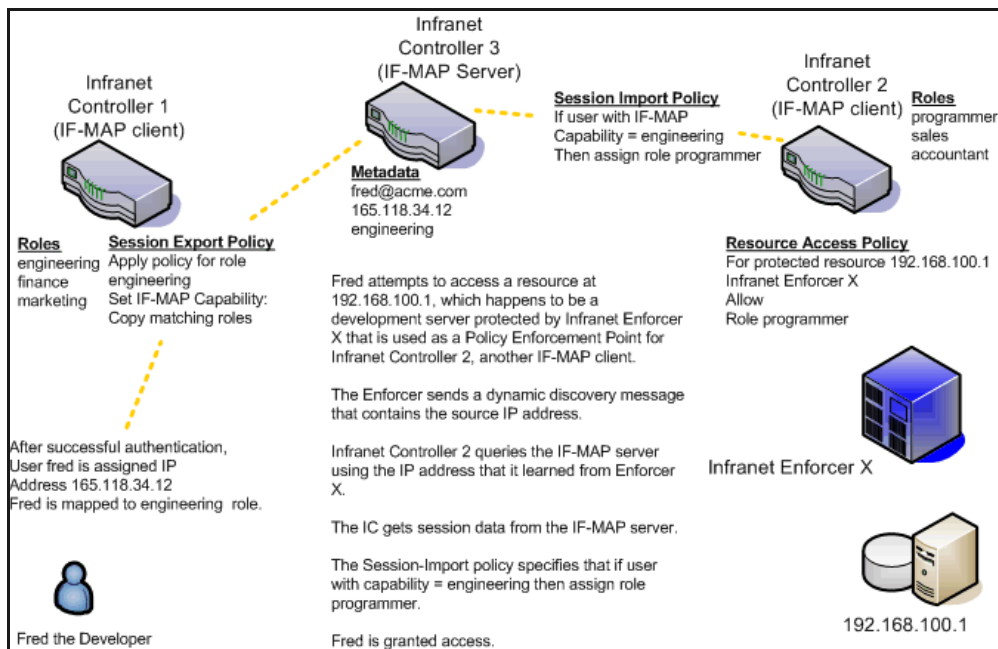 Infranet
Controller 1
(IF-MAP client)
Infranet
Controller 3
(IF-MAP Server)
Infranet
Controller 2
(IF-MAP client)
Session Import Policy
If user with IF-MAP
Capability = engineering
Then assign role programmer
Roles
programmer
sales
accountant
Metadata
fred@acme.com
165.118.34.12
engineering
Roles
engineering
finance
marketing
Session Export Policy
Apply policy for role
engineering
Set IF-MAP Capability:
Copy matching roles
Resource Access Policy
For protected resource 192.168.100.1
Infranet Enforcer X
Allow
Role programmer
Fred attempts to access a resource at
192.168.100.1, which happens to be a
development server protected by Infranet Enforcer
X that is used as a Policy Enforcement Point for
Infranet Controller 2, another IF-MAP client.
The Enforcer sends a dynamic discovery message
that contains the source IP address.
Infranet Controller 2 queries the IF-MAP server
using the IP address that it learned from Enforcer
X.
The IC gets session data from the IF-MAP server.
The Session-Import policy specifies that if user
with capability = engineering then assign role
programmer.
Fred is granted access.
After successful authentication,
User fred is assigned IP
Address 165.118.34.12
Fred is mapped to engineering role.
Fred the Developer
Infranet Enforcer X
192.168.100.1